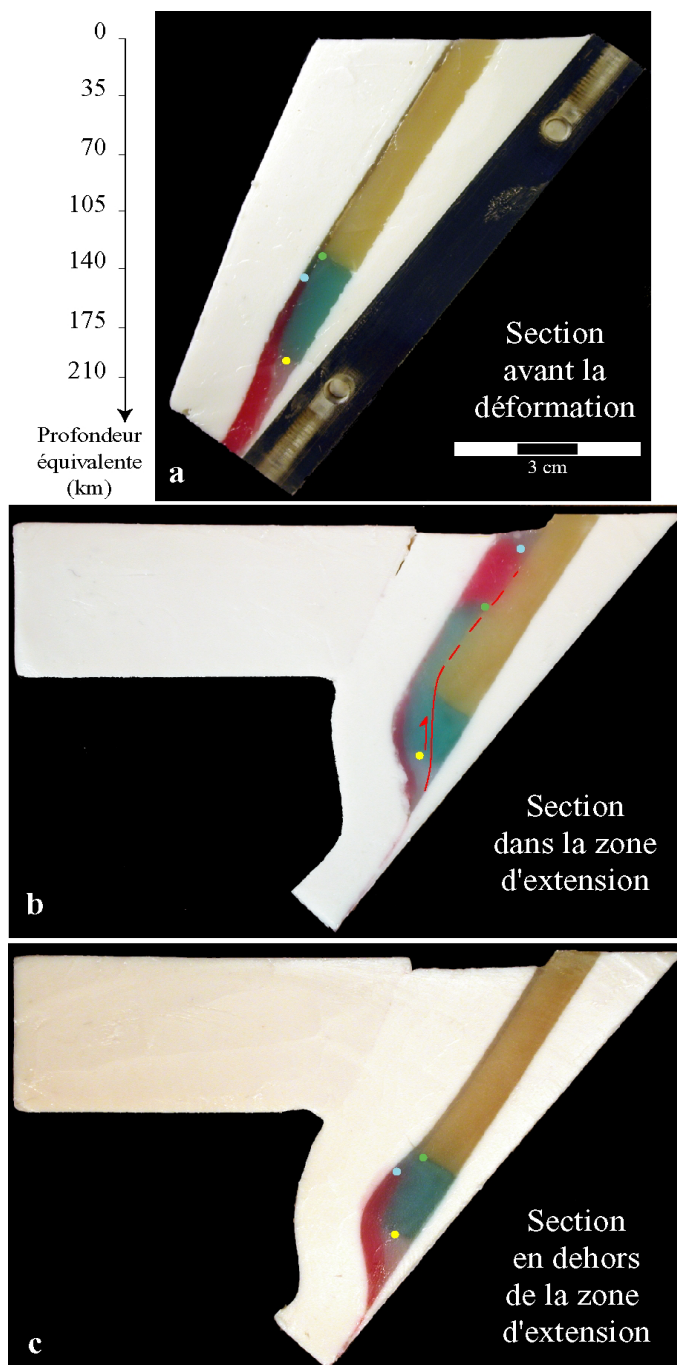 0
35
70
105
140
175
210
Profondeur
équivalente
(km)
Section
avant la
déformation
3 cm
a
Section
dans la zone
d'extension
b
Section
en dehors
de la zone
d'extension
c